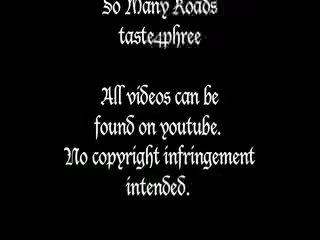 So Many Roads
taste4phree
All videos can be
found on youtube.
No copyright infringement
intended.